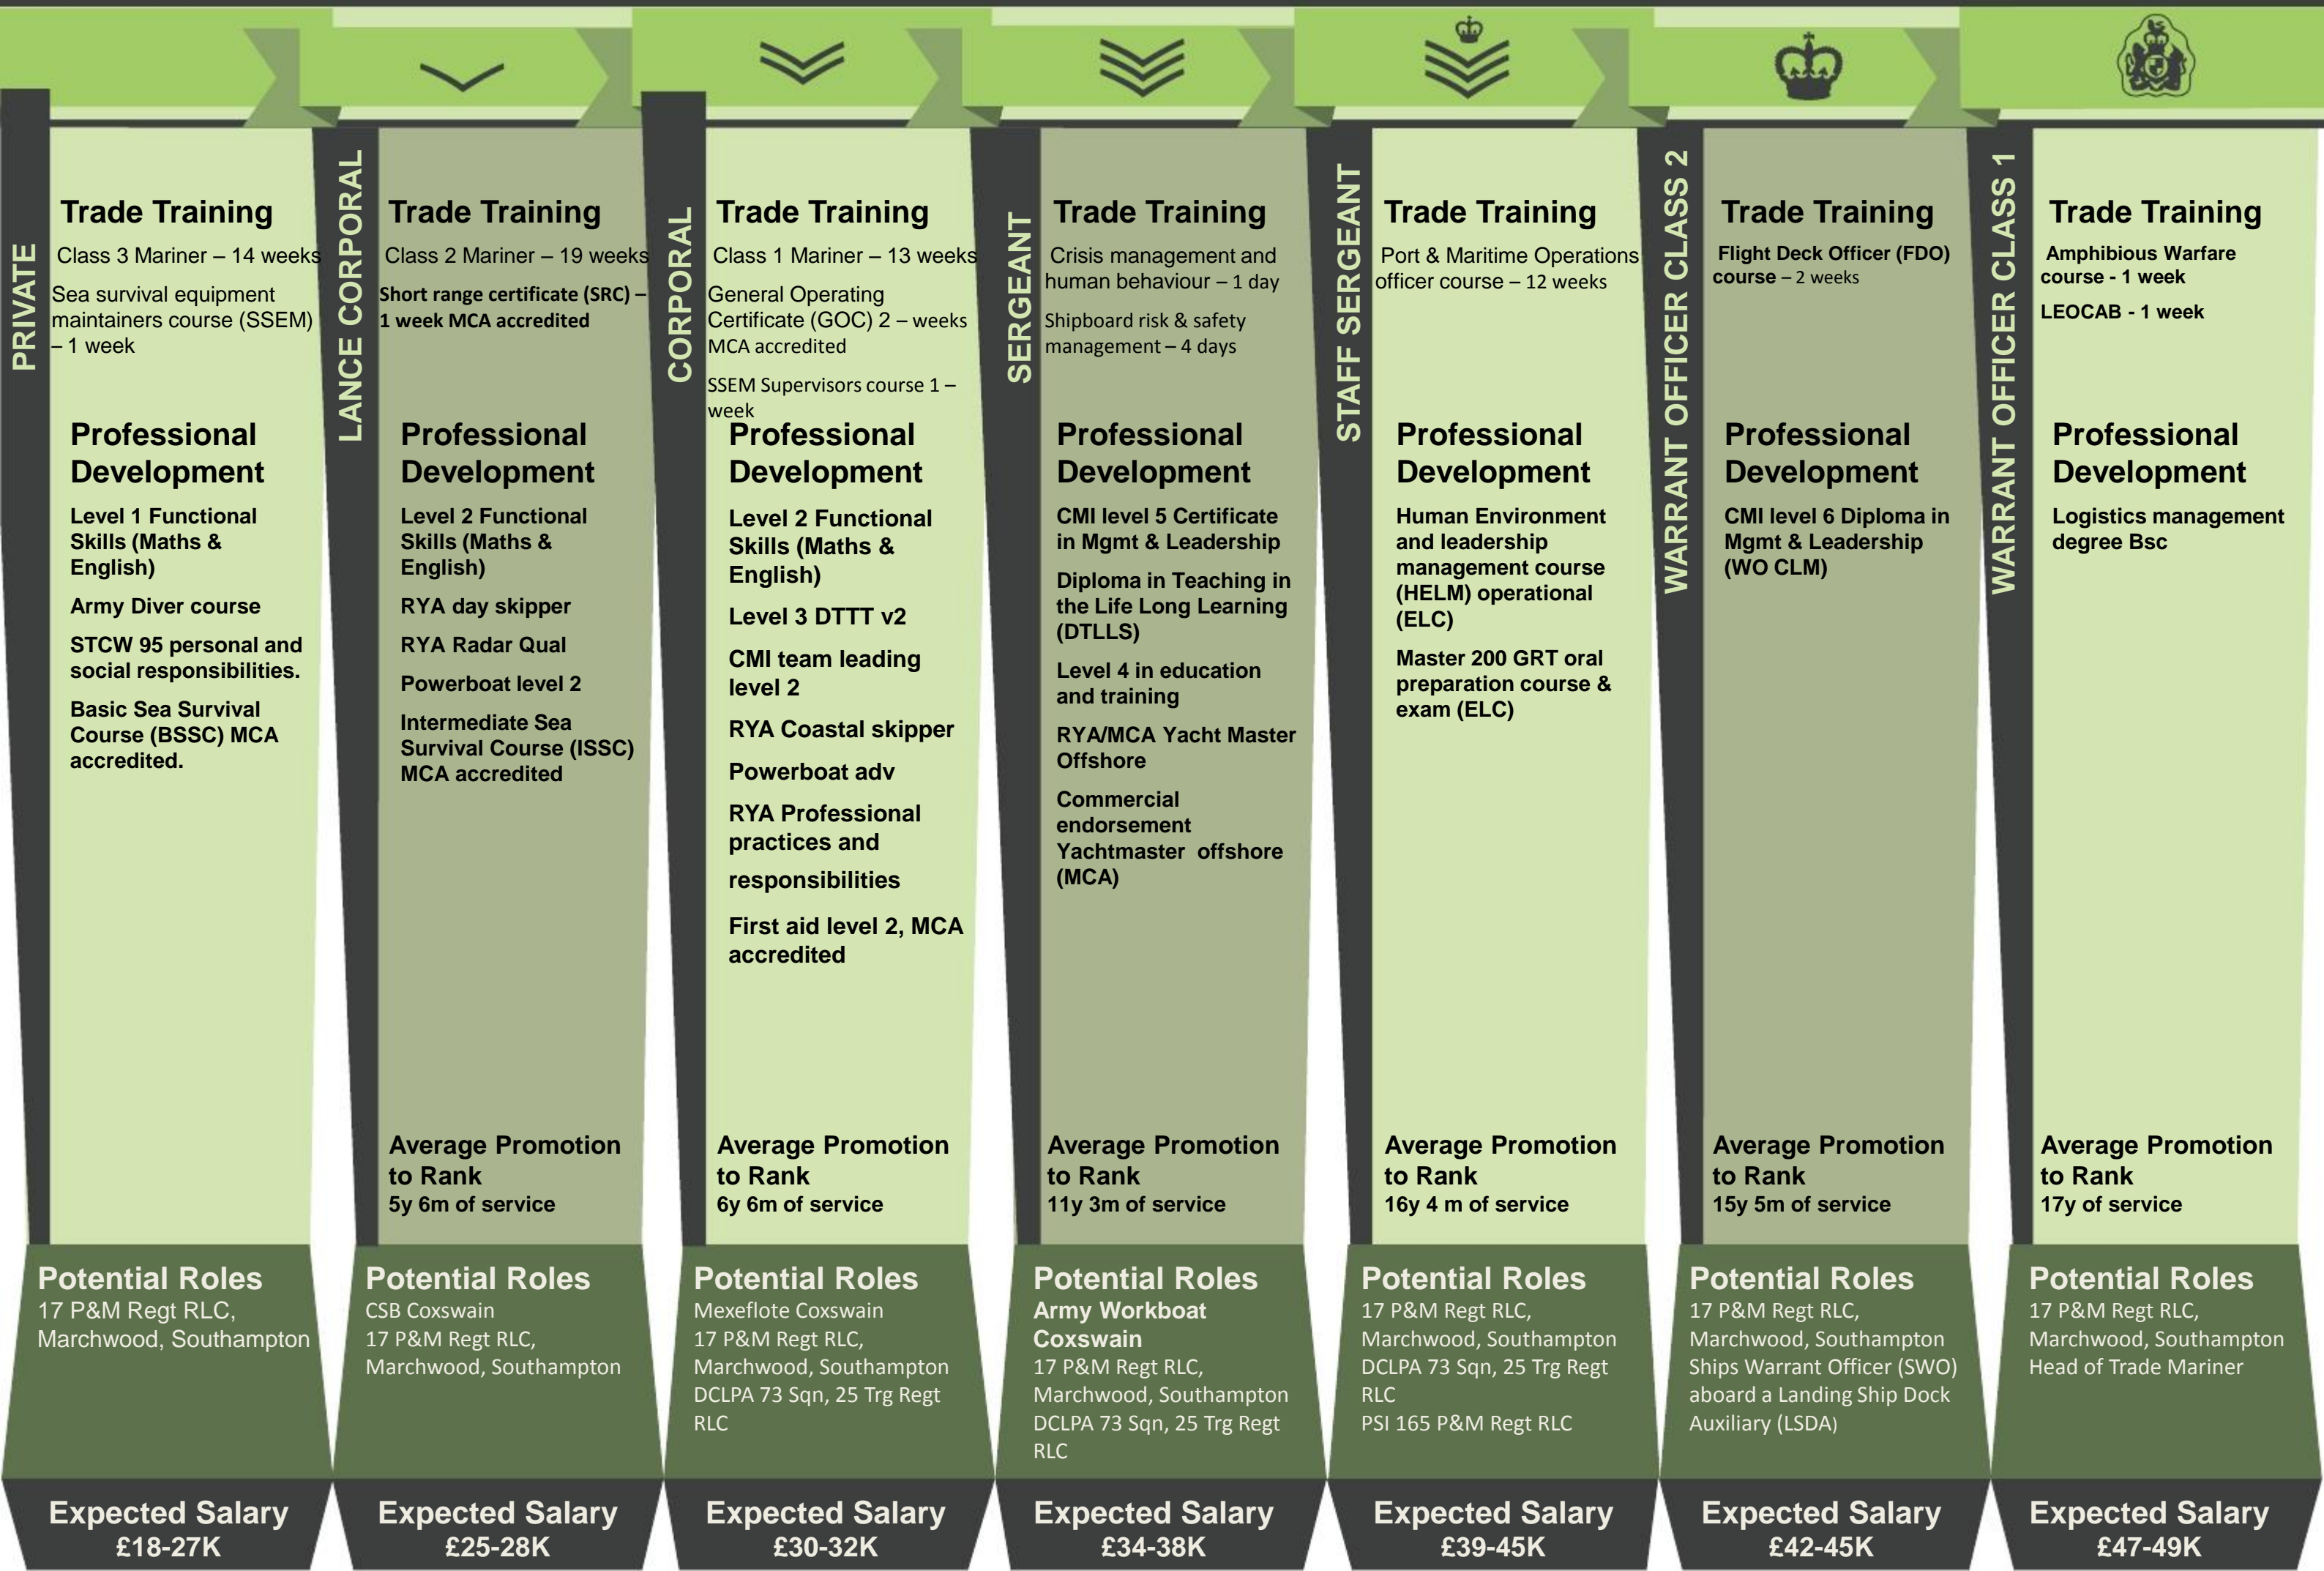 PRIVATE
Trade Training
Class 3 Mariner – 14 weeks
Sea survival equipment
maintainers course (SSEM)
– 1 week
Professional
Development
Level 1 Functional
Skills (Maths &
English)
Army Diver course
STCW 95 personal and
social responsibilities.
Basic Sea Survival
Course (BSSC) MCA
accredited.
Potential Roles
17 P&M Regt RLC,
Marchwood, Southampton
Expected Salary
£18-27K
LANCE CORPORAL
Trade Training
Class 2 Mariner – 19 weeks
Short range certificate (SRC) –
1 week MCA accredited
Professional
Development
Level 2 Functional
Skills (Maths &
English)
RYA day skipper
RYA Radar Qual
Powerboat level 2
Intermediate Sea
Survival Course (ISSC)
MCA accredited
Average Promotion
to Rank
5y 6m of service
Potential Roles
CSB Coxswain
17 P&M Regt RLC,
Marchwood, Southampton
Expected Salary
£25-28K
CORPORAL
Trade Training
Class 1 Mariner – 13 weeks
General Operating
Certificate (GOC) 2 – weeks
MCA accredited
SSEM Supervisors course 1 –
week
Professional
Development
Level 2 Functional
Skills (Maths &
English)
Level 3 DTTT v2
CMI team leading
level 2
RYA Coastal skipper
Powerboat adv
RYA Professional
practices and
responsibilities
First aid level 2, MCA
accredited
Average Promotion
to Rank
6y 6m of service
Potential Roles
Mexeflote Coxswain
17 P&M Regt RLC,
Marchwood, Southampton
DCLPA 73 Sqn, 25 Trg Regt
RLC
Expected Salary
£30-32K
SERGEANT
Trade Training
Crisis management and
human behaviour – 1 day
Shipboard risk & safety
management – 4 days
Professional
Development
CMI level 5 Certificate
in Mgmt & Leadership
Diploma in Teaching in
the Life Long Learning
(DTLLS)
Level 4 in education
and training
RYA/MCA Yacht Master
Offshore
Commercial
endorsement
Yachtmaster offshore
(MCA)
Average Promotion
to Rank
11y 3m of service
Potential Roles
Army Workboat
Coxswain
17 P&M Regt RLC,
Marchwood, Southampton
DCLPA 73 Sqn, 25 Trg Regt
RLC
Expected Salary
£34-38K
STAFF SERGEANT
Trade Training
Port & Maritime Operations
officer course – 12 weeks
Professional
Development
Human Environment
and leadership
management course
(HELM) operational
(ELC)
Master 200 GRT oral
preparation course &
exam (ELC)
Average Promotion
to Rank
16y 4 m of service
Potential Roles
17 P&M Regt RLC,
Marchwood, Southampton
DCLPA 73 Sqn, 25 Trg Regt
RLC
PSI 165 P&M Regt RLC
Expected Salary
£39-45K
WARRANT OFFICER CLASS 2
Trade Training
Flight Deck Officer (FDO)
course – 2 weeks
Professional
Development
CMI level 6 Diploma in
Mgmt & Leadership
(WO CLM)
Average Promotion
to Rank
15y 5m of service
Potential Roles
17 P&M Regt RLC,
Marchwood, Southampton
Ships Warrant Officer (SWO)
aboard a Landing Ship Dock
Auxiliary (LSDA)
Expected Salary
£42-45K
WARRANT OFFICER CLASS 1
Trade Training
Amphibious Warfare
course - 1 week
LEOCAB - 1 week
Professional
Development
Logistics management
degree Bsc
Average Promotion
to Rank
17y of service
Potential Roles
17 P&M Regt RLC,
Marchwood, Southampton
Head of Trade Mariner
Expected Salary
£47-49K